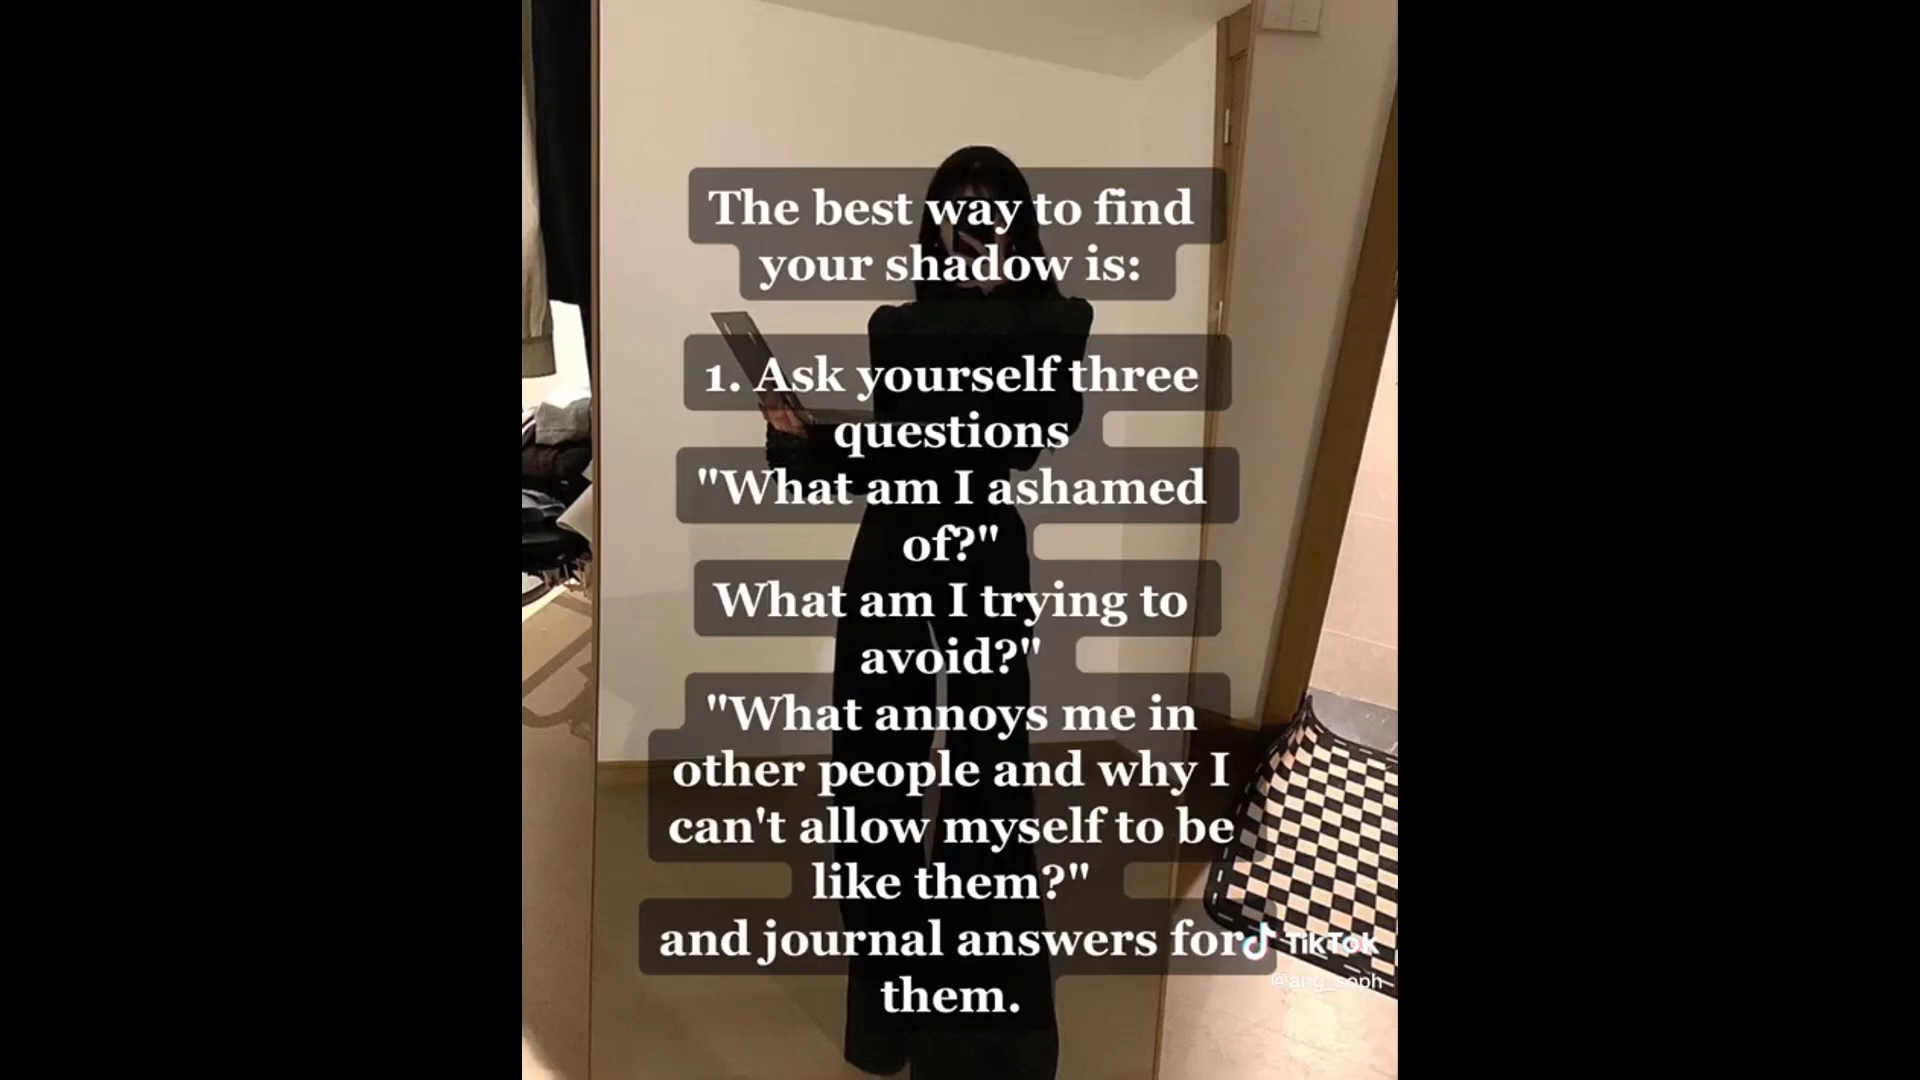 The best way to find
your shadow is:
1. Ask yourself three
questions
"What am I ashamed
of?"
What am I trying to
avoid?"
"What annoys me in
other people and why I
can't allow myself to be
like them?"
and journal answers for
them.
TikTok
@ang_soph